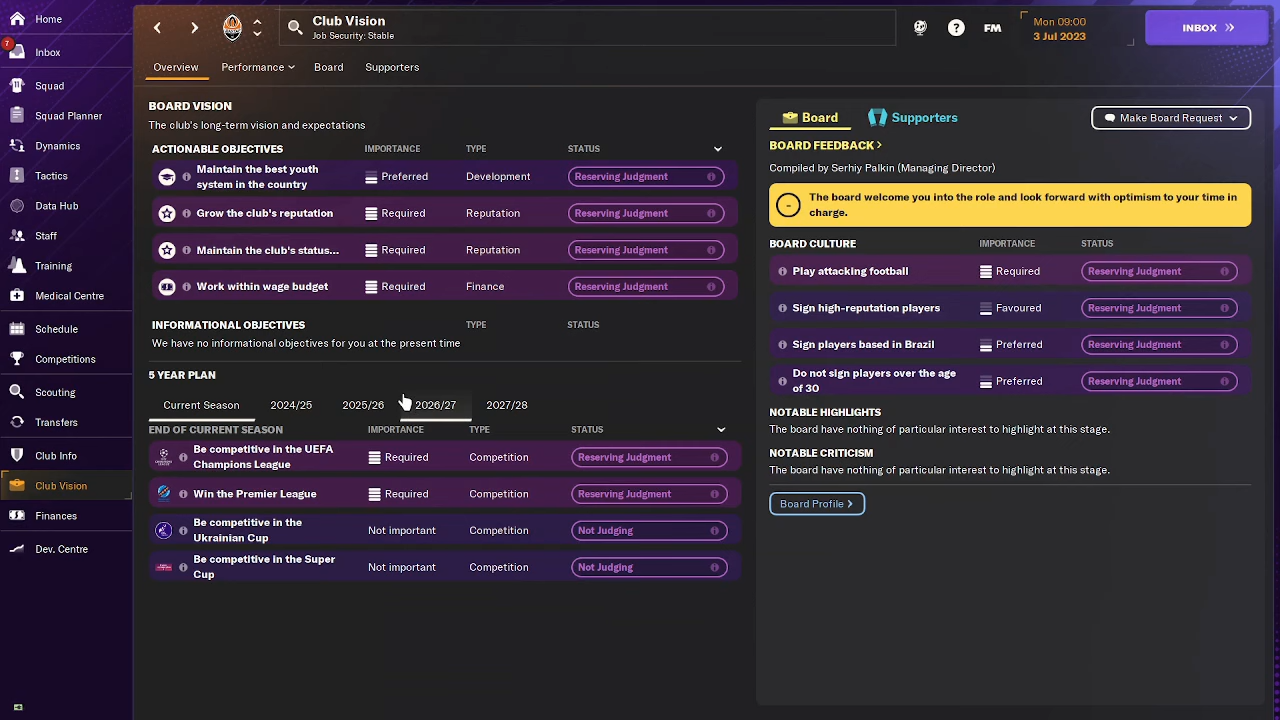 Home
7
Inbox
Squad
Squad Planner
Dynamics
Tactics
Data Hub
Staff
Training
Medical Centre
Schedule
Competitions
Scouting
Transfers
Club Info
Club Vision
Finances
Dev. Centre
Club Vision
Job Security: Stable
?
FM
Mon 09:00
3 Jul 2023
INBOX
Overview
Performance
Board
Supporters
BOARD VISION
The club's long-term vision and expectations
ACTIONABLE OBJECTIVES IMPORTANCE TYPE STATUS
Maintain the best youth
system in the country
Preferred Development Reserving Judgment
Grow the club's reputation Required Reputation Reserving Judgment
Maintain the club's status... Required Reputation Reserving Judgment
Work within wage budget Required Finance Reserving Judgment
INFORMATIONAL OBJECTIVES TYPE STATUS
We have no informational objectives for you at the present time
5 YEAR PLAN
Current Season 2024/25 2025/26 2026/27 2027/28
END OF CURRENT SEASON IMPORTANCE TYPE STATUS
Be competitive in the UEFA
Champions League
Required Competition Reserving Judgment
Win the Premier League Required Competition Reserving Judgment
Be competitive in the
Ukrainian Cup
Not important Competition Not Judging
Be competitive in the Super
Cup
Not important Competition Not Judging
Board
Supporters
Make Board Request
BOARD FEEDBACK
Compiled by Serhiy Palkin (Managing Director)
The board welcome you into the role and look forward with optimism to your time in
charge.
BOARD CULTURE IMPORTANCE STATUS
Play attacking football Required Reserving Judgment
Sign high-reputation players Favoured Reserving Judgment
Sign players based in Brazil Preferred Reserving Judgment
Do not sign players over the age
of 30
Preferred Reserving Judgment
NOTABLE HIGHLIGHTS
The board have nothing of particular interest to highlight at this stage.
NOTABLE CRITICISM
The board have nothing of particular interest to highlight at this stage.
Board Profile